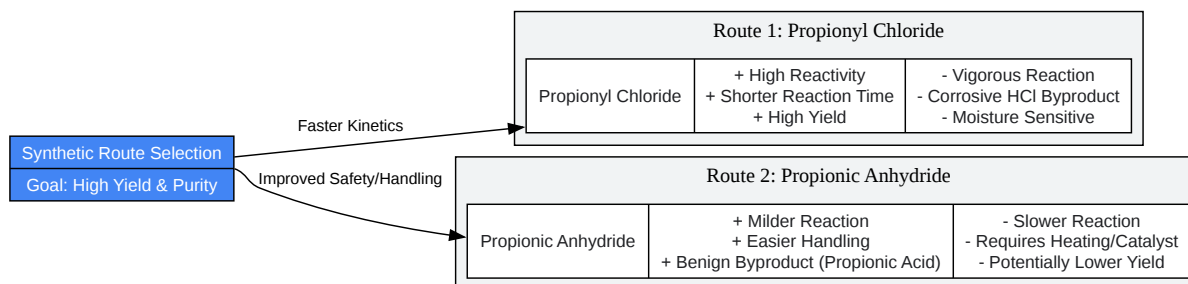 Route 1: Propionyl Chloride
Propionyl Chloride
+ High Reactivity
+ Shorter Reaction Time
+ High Yield
- Vigorous Reaction
- Corrosive HCl Byproduct
- Moisture Sensitive
Faster Kinetics
Synthetic Route Selection
Goal: High Yield & Purity
Improved Safety/Handling
Route 2: Propionic Anhydride
Propionic Anhydride
+ Milder Reaction
+ Easier Handling
+ Benign Byproduct (Propionic Acid)
- Slower Reaction
- Requires Heating/Catalyst
- Potentially Lower Yield